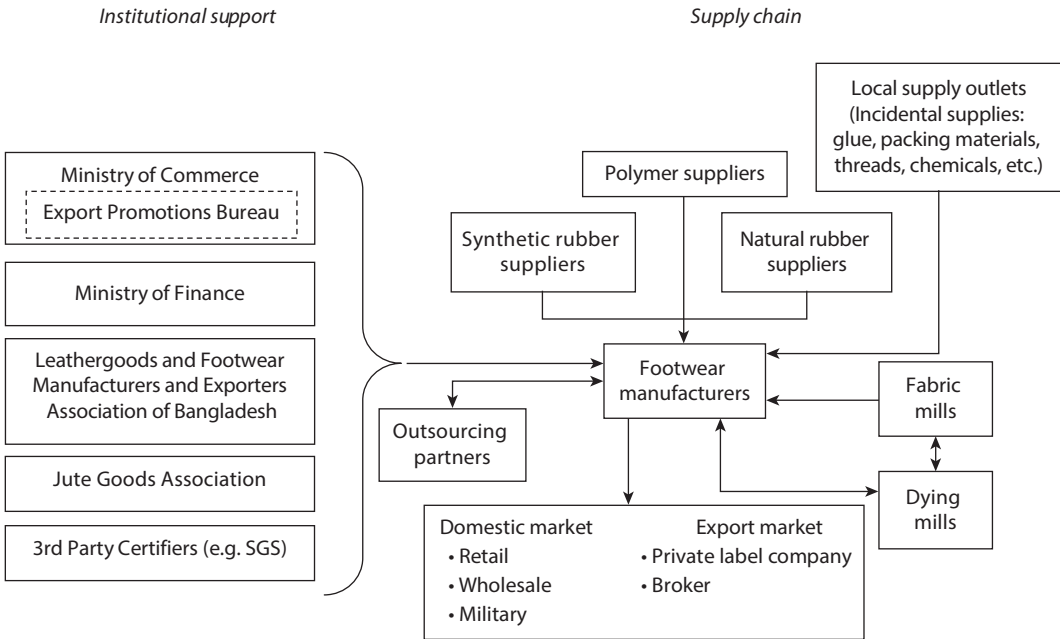 Institutional support
Supply chain
Ministry of Commerce
Export Promotions Bureau
Ministry of Finance
Leathergoods and Footwear
Manufacturers and Exporters
Association of Bangladesh
Jute Goods Association
3rd Party Certifiers (e.g. SGS)
Local supply outlets
(Incidental supplies:
glue, packing materials,
threads, chemicals, etc.)
Polymer suppliers
Synthetic rubber
suppliers
Natural rubber
suppliers
Footwear
manufacturers
Fabric
mills
Outsourcing
partners
Dying
mills
Domestic market
• Retail
• Wholesale
• Military
Export market
• Private label company
• Broker